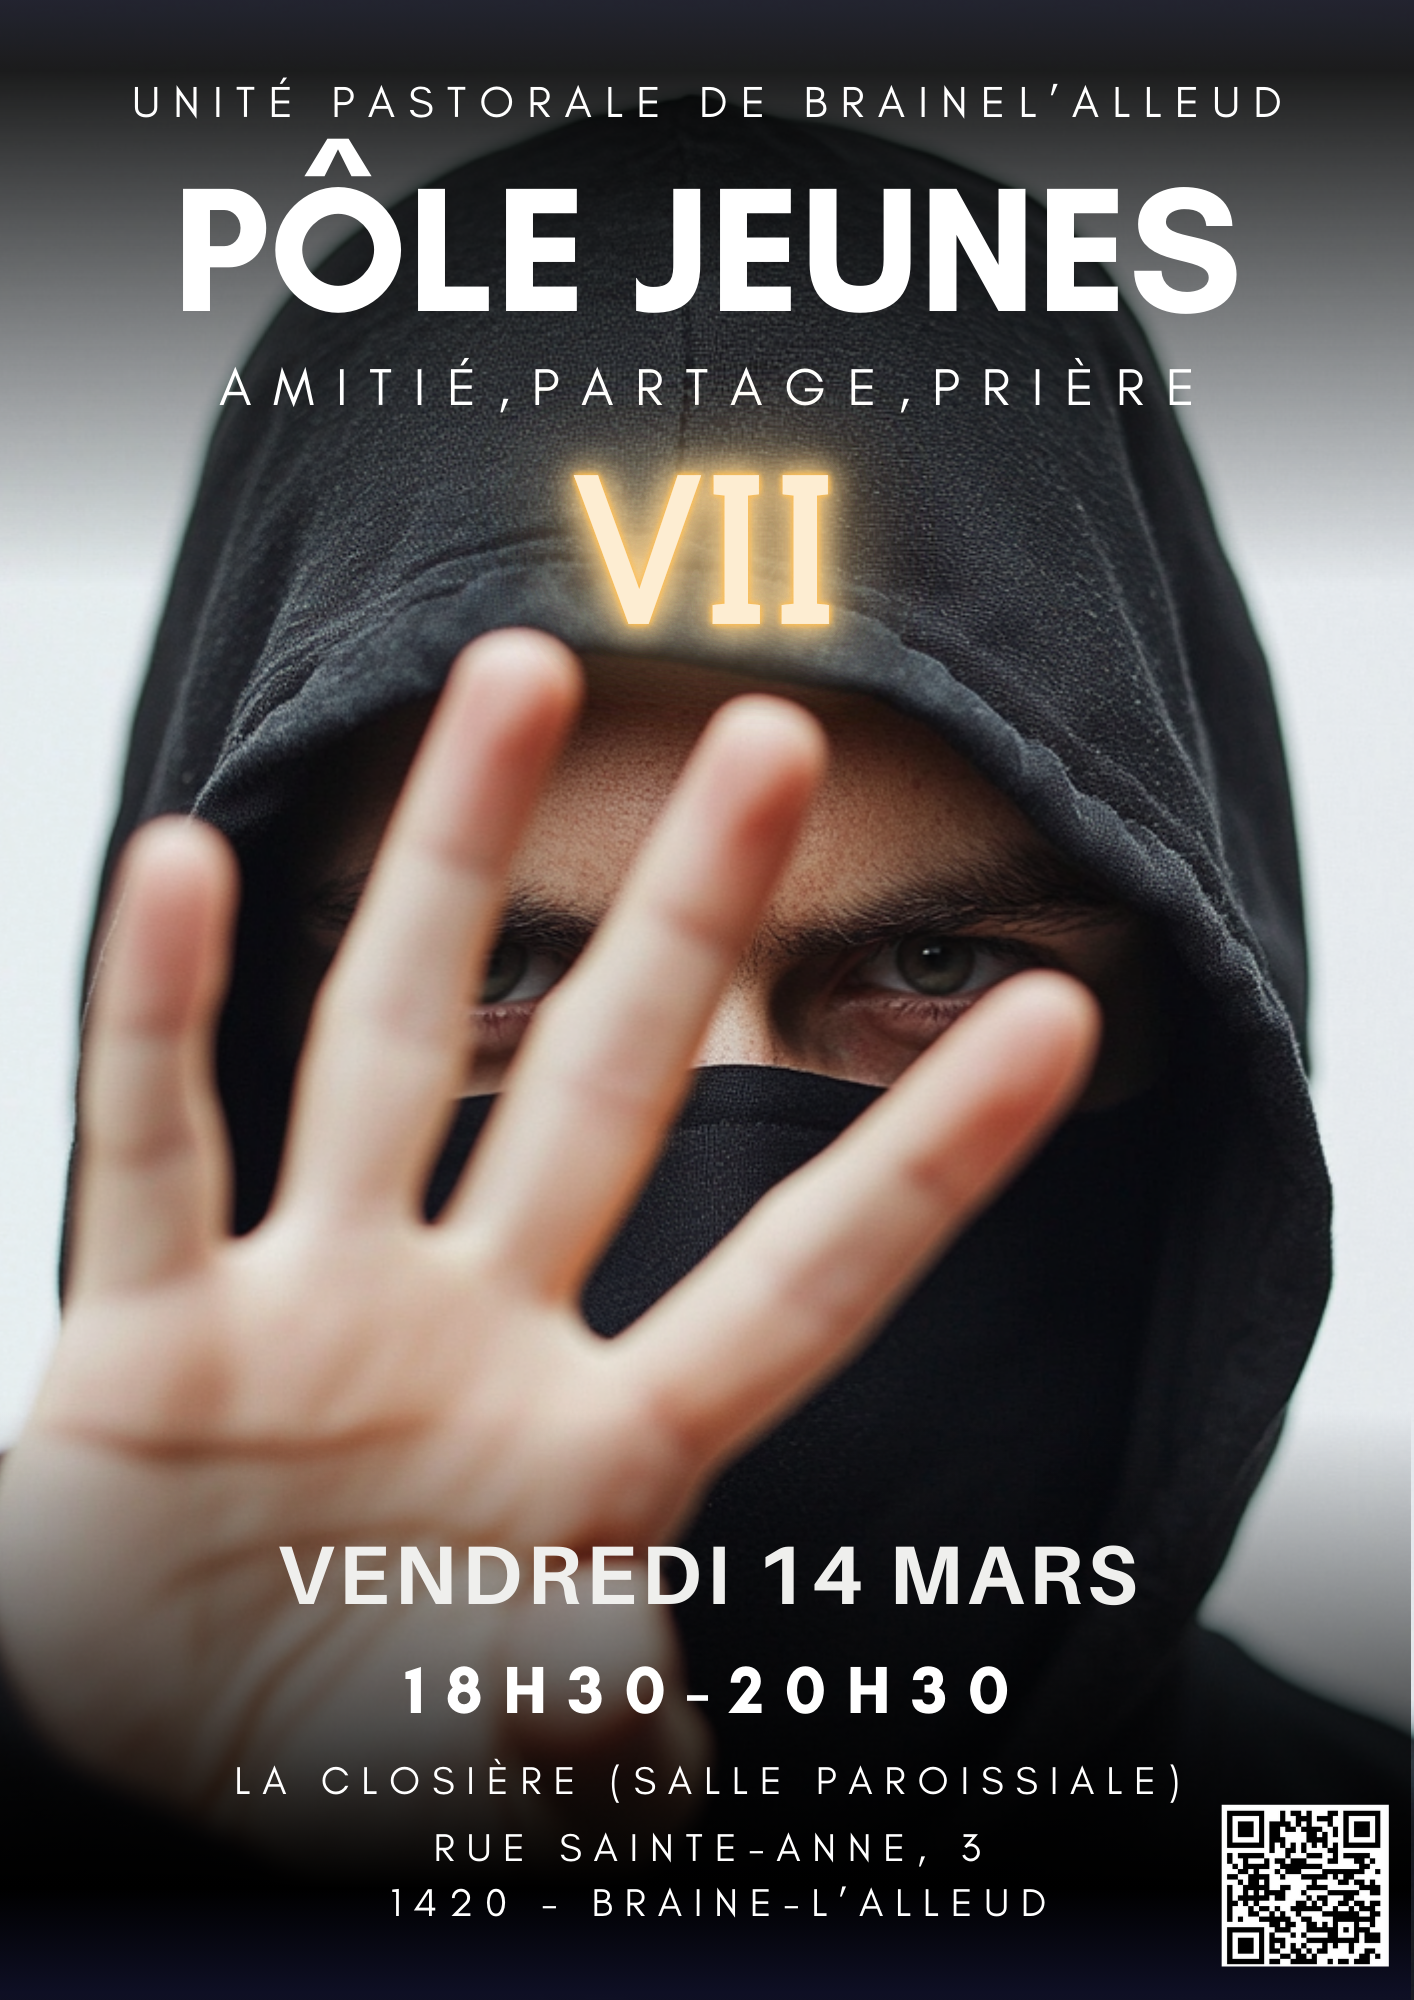 UNITÉ PASTORALE DE BRAINEL’ALLEUD
PÔLE JEUNES
AMITIÉ,PARTAGE,PRIÈRE
VII
VENDREDI 14 MARS
18H30-20H30
LA CLOSIÈRE (SALLE PAROISSIALE)
RUE SAINTE-ANNE, 3
1420 - BRAINE-L’ALLEUD